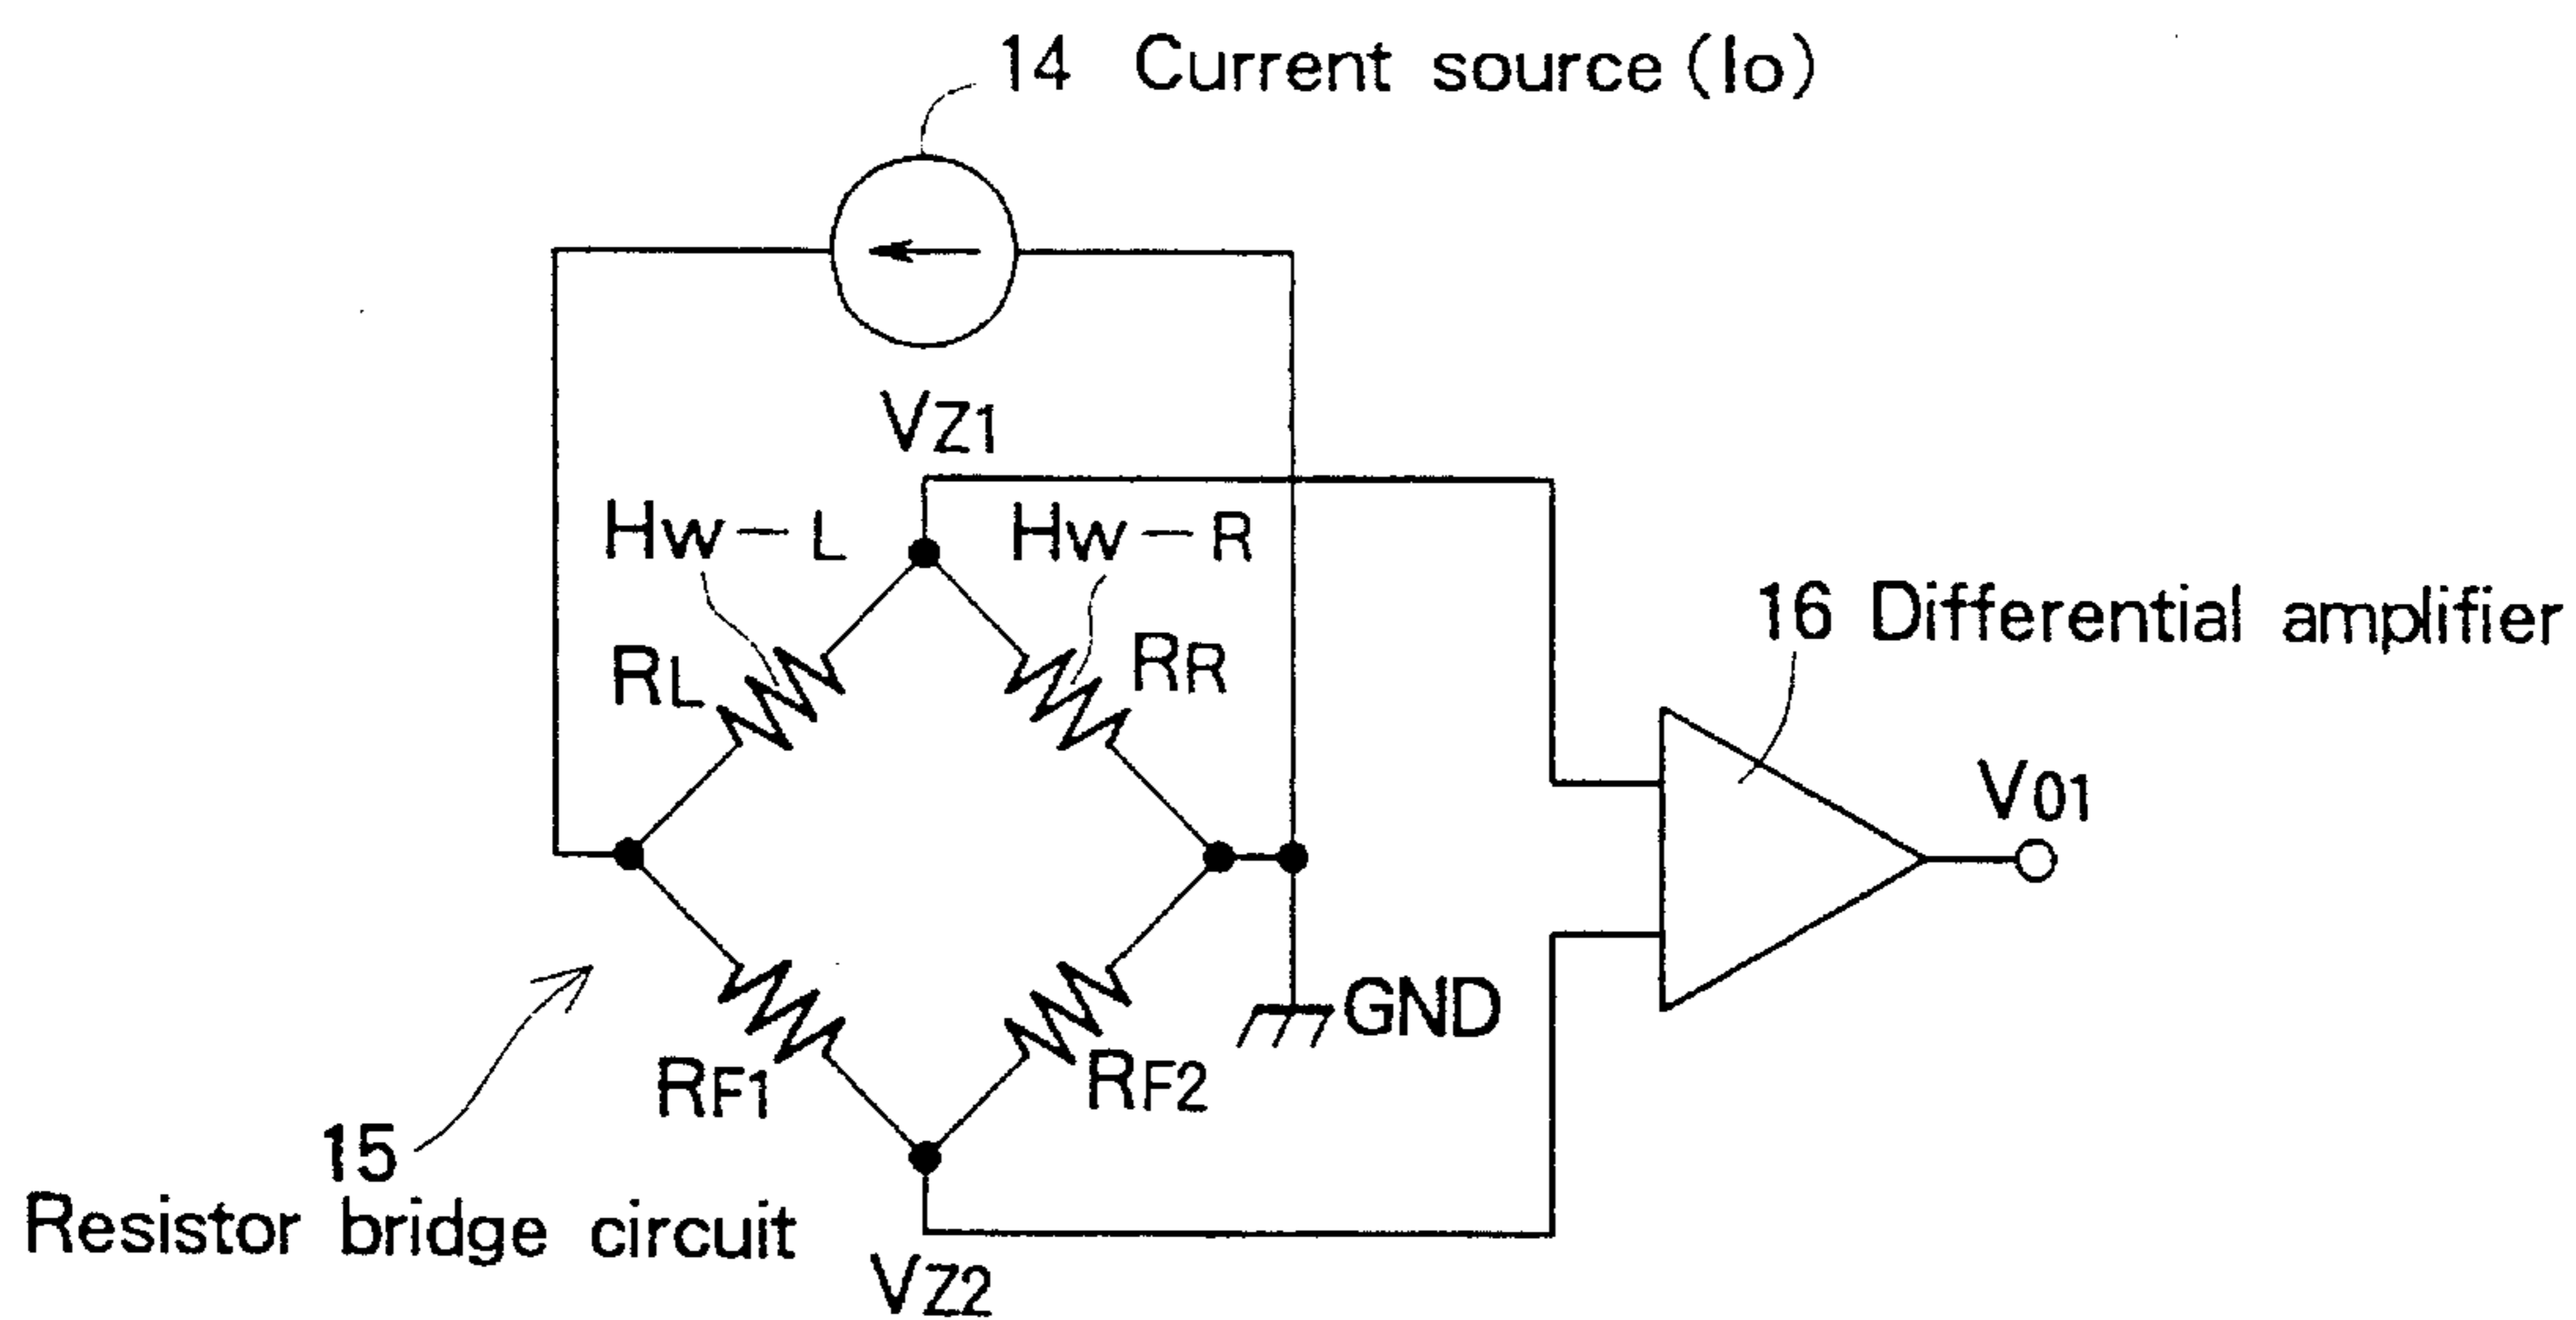 14 Current source (Io)
VZ1
Hw-L
Hw-R
RL
RR
16 Differential amplifier
V01
GND
RF1
RF2
15
Resistor bridge circuit
VZ2